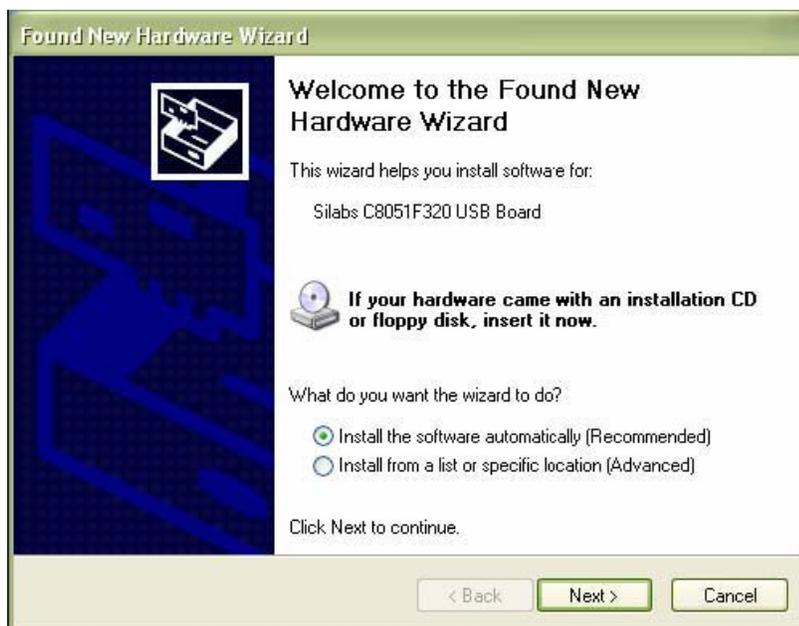 Found New Hardware Wizard
Welcome to the Found New
Hardware Wizard
This wizard helps you install software for:
Silabs C8051F320 USB Board
If your hardware came with an installation CD
or floppy disk, insert it now.
What do you want the wizard to do?
Install the software automatically (Recommended)
Install from a list or specific location (Advanced)
Click Next to continue.
< Back Next > Cancel